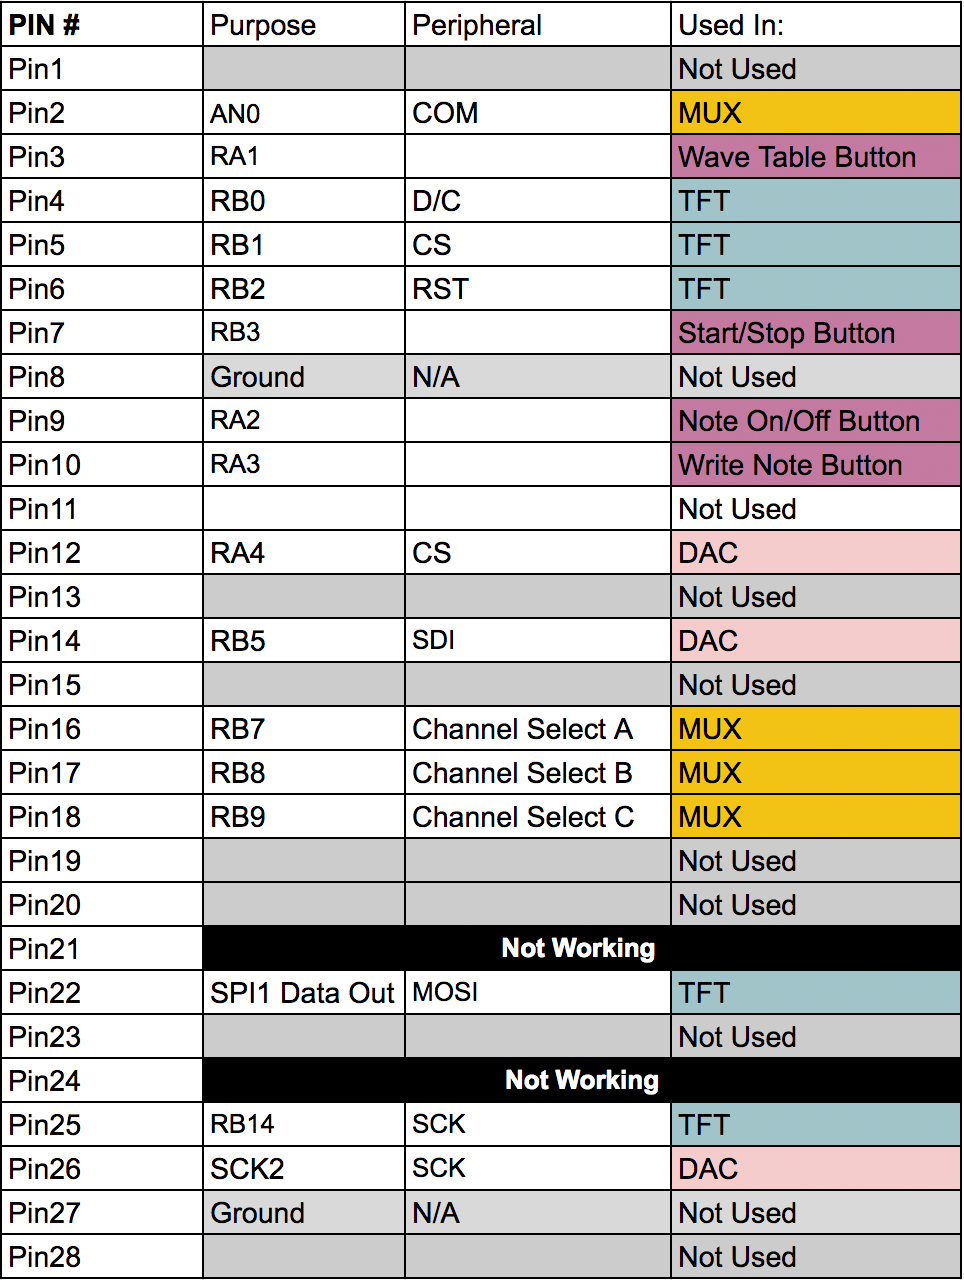 PIN # Purpose Peripheral Used In:
Pin1 Not Used
Pin2 AN0 COM MUX
Pin3 RA1 Wave Table Button
Pin4 RB0 D/C TFT
Pin5 RB1 CS TFT
Pin6 RB2 RST TFT
Pin7 RB3 Start/Stop Button
Pin8 Ground N/A Not Used
Pin9 RA2 Note On/Off Button
Pin10 RA3 Write Note Button
Pin11 Not Used
Pin12 RA4 CS DAC
Pin13 Not Used
Pin14 RB5 SDI DAC
Pin15 Not Used
Pin16 RB7 Channel Select A MUX
Pin17 RB8 Channel Select B MUX
Pin18 RB9 Channel Select C MUX
Pin19 Not Used
Pin20 Not Used
Pin21 Not Working
Pin22 SPI1 Data Out MOSI TFT
Pin23 Not Used
Pin24 Not Working
Pin25 RB14 SCK TFT
Pin26 SCK2 SCK DAC
Pin27 Ground N/A Not Used
Pin28 Not Used